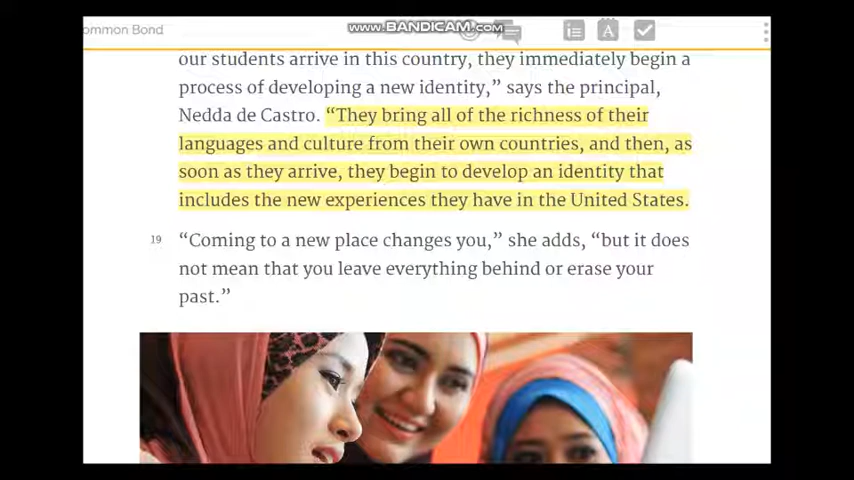 www.BANDICAM.com
ommon Bond
our students arrive in this country, they immediately begin a
process of developing a new identity,” says the principal,
Nedda de Castro. “They bring all of the richness of their
languages and culture from their own countries, and then, as
soon as they arrive, they begin to develop an identity that
includes the new experiences they have in the United States.
19
“Coming to a new place changes you,” she adds, “but it does
not mean that you leave everything behind or erase your
past.”